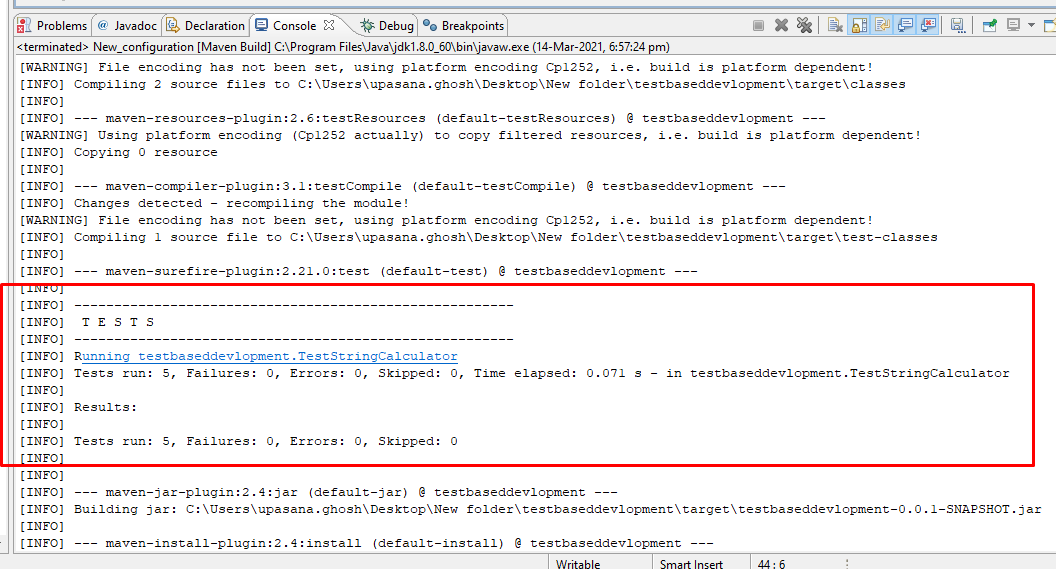 Problems @ Javadoc Declaration Console Debug Breakpoints
<terminated> New_configuration [Maven Build] C:\Program Files\Java\jdk1.8.0_60\bin\javaw.exe (14-Mar-2021, 6:57:24 pm)
[WARNING] File encoding has not been set, using platform encoding Cp1252, i.e. build is platform dependent!
[INFO] Compiling 2 source files to C:\Users\upasana.ghosh\Desktop\New folder\testbaseddevlopment\target\classes
[INFO]
[INFO] --- maven-resources-plugin:2.6:testResources (default-testResources) @ testbaseddevlopment ---
[WARNING] Using platform encoding (Cp1252 actually) to copy filtered resources, i.e. build is platform dependent!
[INFO] Copying 0 resource
[INFO]
[INFO] --- maven-compiler-plugin:3.1:testCompile (default-testCompile) @ testbaseddevlopment ---
[INFO] Changes detected - recompiling the module!
[WARNING] File encoding has not been set, using platform encoding Cp1252, i.e. build is platform dependent!
[INFO] Compiling 1 source file to C:\Users\upasana.ghosh\Desktop\New folder\testbaseddevlopment\target\test-classes
[INFO]
[INFO] --- maven-surefire-plugin:2.21.0:test (default-test) @ testbaseddevlopment ---
[INFO]
[INFO] -------------------------------------------------------
[INFO]  T E S T S
[INFO] -------------------------------------------------------
[INFO] Running testbaseddevlopment.TestStringCalculator
[INFO] Tests run: 5, Failures: 0, Errors: 0, Skipped: 0, Time elapsed: 0.071 s - in testbaseddevlopment.TestStringCalculator
[INFO]
[INFO] Results:
[INFO]
[INFO] Tests run: 5, Failures: 0, Errors: 0, Skipped: 0
[INFO]
[INFO]
[INFO] --- maven-jar-plugin:2.4:jar (default-jar) @ testbaseddevlopment ---
[INFO] Building jar: C:\Users\upasana.ghosh\Desktop\New folder\testbaseddevlopment\target\testbaseddevlopment-0.0.1-SNAPSHOT.jar
[INFO]
[INFO] --- maven-install-plugin:2.4:install (default-install) @ testbaseddevlopment ---
Writable Smart Insert 44 : 6